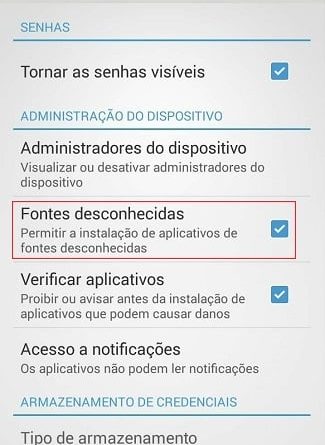 SENHAS
Tornar as senhas visíveis
ADMINISTRAÇÃO DO DISPOSITIVO
Administradores do dispositivo
Visualizar ou desativar administradores do
dispositivo
Fontes desconhecidas
Permitir a instalação de aplicativos de
fontes desconhecidas
Verificar aplicativos
Proibir ou avisar antes da instalação de
aplicativos que podem causar danos
Acesso a notificações
Os aplicativos não podem ler notificações
ARMAZENAMENTO DE CREDENCIAIS
Tipo de armazenamento